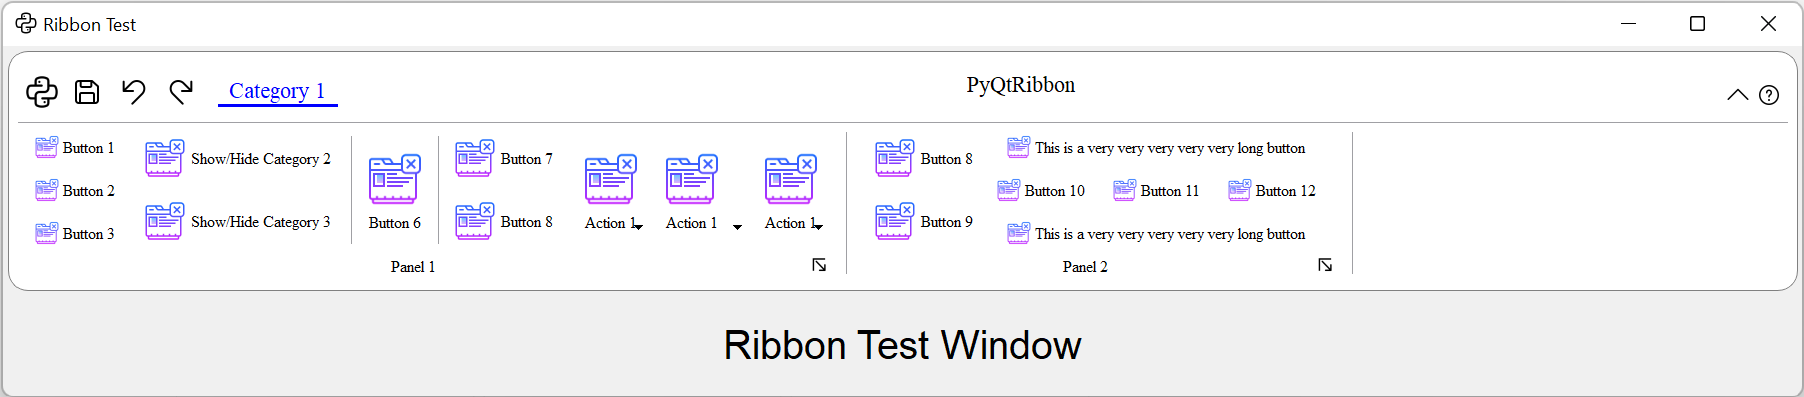 Ribbon Test
Category 1
PyQtRibbon
Button 1
Button 2
Button 3
Show/Hide Category 2
Show/Hide Category 3
Button 6
Button 7
Button 8
Action 1
Action 1
Action 1
Panel 1
Button 8
Button 9
This is a very very very very very long button
Button 10 Button 11 Button 12
This is a very very very very very long button
Panel 2
Ribbon Test Window